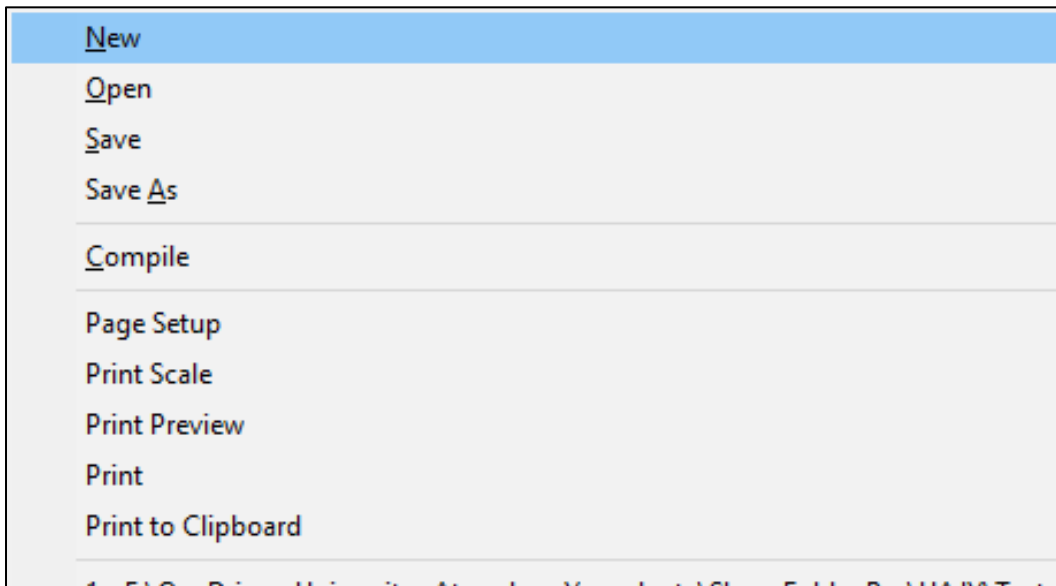 New
Open
Save
Save As
Compile
Page Setup
Print Scale
Print Preview
Print
Print to Clipboard